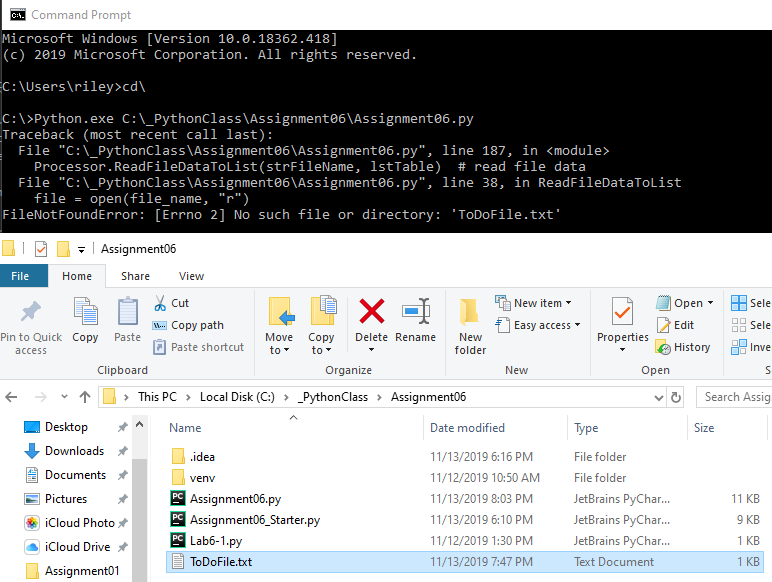 Command Prompt
Microsoft Windows [Version 10.0.18362.418]
(c) 2019 Microsoft Corporation. All rights reserved.
C:\Users\riley>cd\
C:\>Python.exe C:\_PythonClass\Assignment06\Assignment06.py
Traceback (most recent call last):
  File "C:\_PythonClass\Assignment06\Assignment06.py", line 187, in <module>
    Processor.ReadFileDataToList(strFileName, lstTable)  # read file data
  File "C:\_PythonClass\Assignment06\Assignment06.py", line 38, in ReadFileDataToList
    file = open(file_name, "r")
FileNotFoundError: [Errno 2] No such file or directory: 'ToDoFile.txt'
Assignment06
File Home Share View
Pin to Quick access
Copy
Paste
Cut
Copy path
Paste shortcut
Move to
Copy to
Delete
Rename
New folder
New item
Easy access
Properties
Open
Edit
History
Sele
Sele
Inve
Clipboard Organize New Open S
This PC > Local Disk (C:) > _PythonClass > Assignment06
Search Assig
Name Date modified Type Size
Desktop
Downloads
Documents
Pictures
iCloud Photo
iCloud Drive
Assignment01
.idea 11/13/2019 6:16 PM File folder
venv 11/12/2019 10:50 AM File folder
Assignment06.py 11/13/2019 8:03 PM JetBrains PyChar... 11 KB
Assignment06_Starter.py 11/13/2019 6:10 PM JetBrains PyChar... 9 KB
Lab6-1.py 11/12/2019 1:30 PM JetBrains PyChar... 1 KB
ToDoFile.txt 11/13/2019 7:47 PM Text Document 1 KB